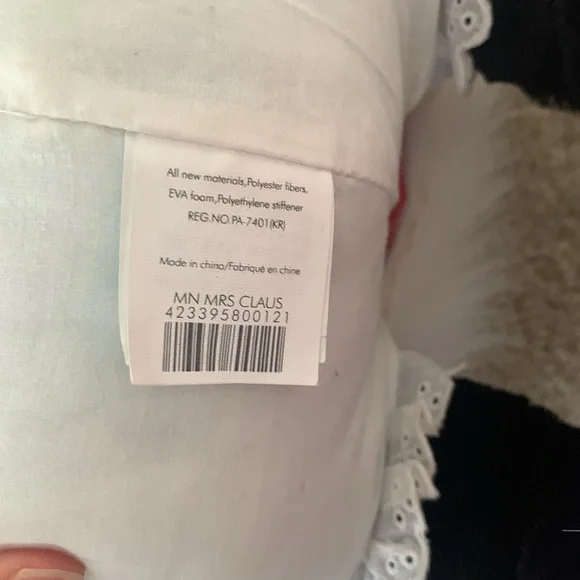 All new materials,Polyester fibers.
EVA foam,Polyethylene stiffener
REG.NO.PA-7401(KR)
Made in china/Fabriqué en chine
MN MRS CLAUS
423395800121